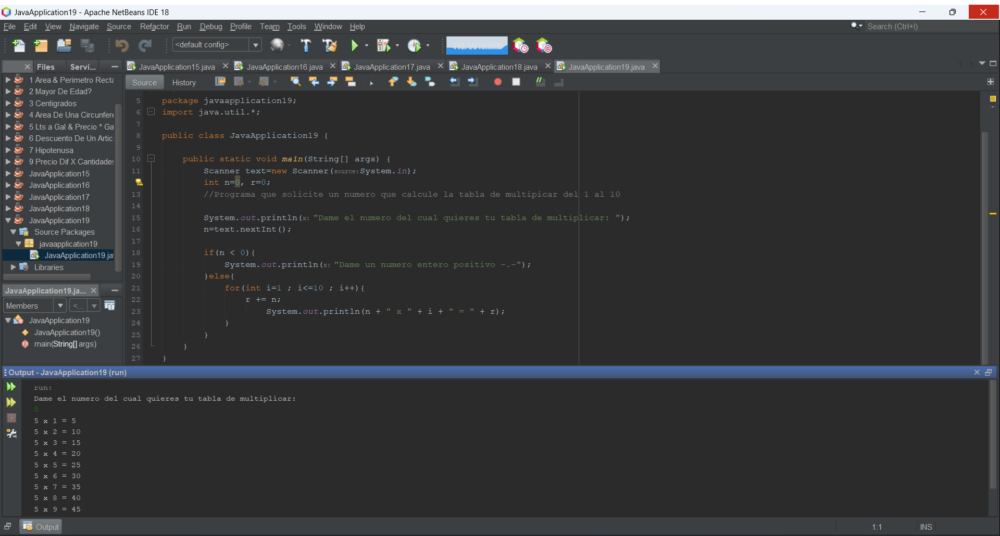 JavaApplication19 - Apache NetBeans IDE 18
File Edit View Navigate Source Refactor Run Debug Profile Team Tools Window Help
Search (Ctrl+I)
<default config>
Files Servi...
JavaApplication15.java JavaApplication16.java JavaApplication17.java JavaApplication18.java JavaApplication19.java
Source History
1 Area & Perimetro Recta
2 Mayor De Edad?
3 Centigrados
4 Area De Una Circunfere
5 Lts a Gal & Precio * Ga
6 Descuento De Un Artic
7 Hipotenusa
9 Precio Dif X Cantidades
JavaApplication15
JavaApplication16
JavaApplication17
JavaApplication18
JavaApplication19
Source Packages
javaapplication19
JavaApplication19.ja
Libraries
JavaApplication19.ja...
Members <...
JavaApplication19
JavaApplication19()
main(String[] args)
5 package javaapplication19;
6 import java.util.*;
7
8 public class JavaApplication19 {
9
10 public static void main(String[] args) {
11 Scanner text=new Scanner(source:System.in);
int n=0, r=0;
13 //Programa que solicite un numero que calcule la tabla de multipicar del 1 al 10
14
15 System.out.println(x: "Dame el numero del cual quieres tu tabla de multiplicar: ");
16 n=text.nextInt();
17
18 if(n < 0){
19 System.out.println(x: "Dame un numero entero positivo -.-");
20 }else{
21 for(int i=1 ; i<=10 ; i++){
22 r += n;
23 System.out.println(n + " x " + i + " = " + r);
24 }
25 }
26 }
27 }
Output - JavaApplication19 (run)
run:
Dame el numero del cual quieres tu tabla de multiplicar:
5
5 x 1 = 5
5 x 2 = 10
5 x 3 = 15
5 x 4 = 20
5 x 5 = 25
5 x 6 = 30
5 x 7 = 35
5 x 8 = 40
5 x 9 = 45
Output
1:1 INS